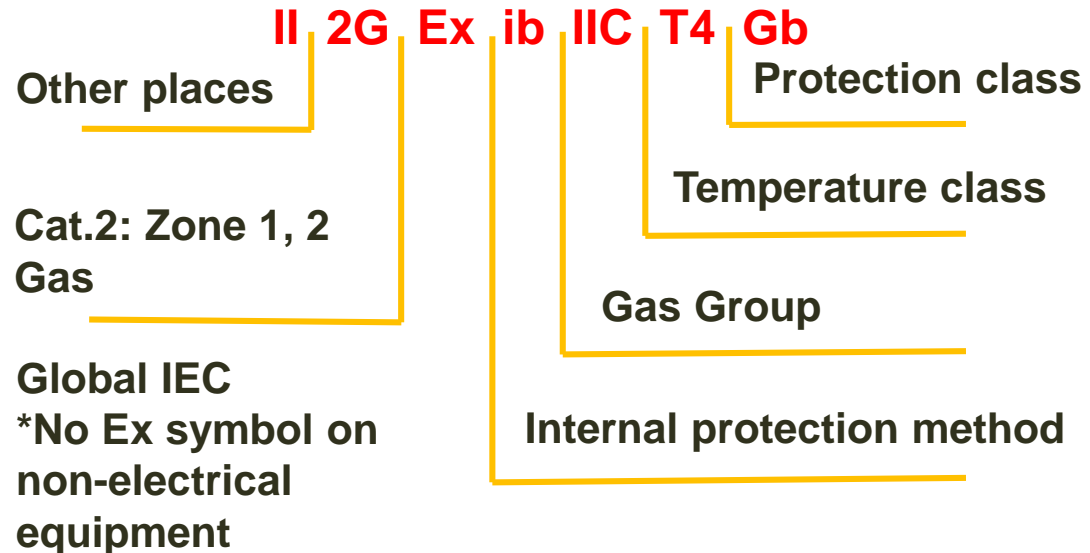 II 2G Ex ib IIC T4 Gb
Other places
Protection class
Temperature class
Cat.2: Zone 1, 2
Gas
Gas Group
Global IEC
*No Ex symbol on
non-electrical
equipment
Internal protection method